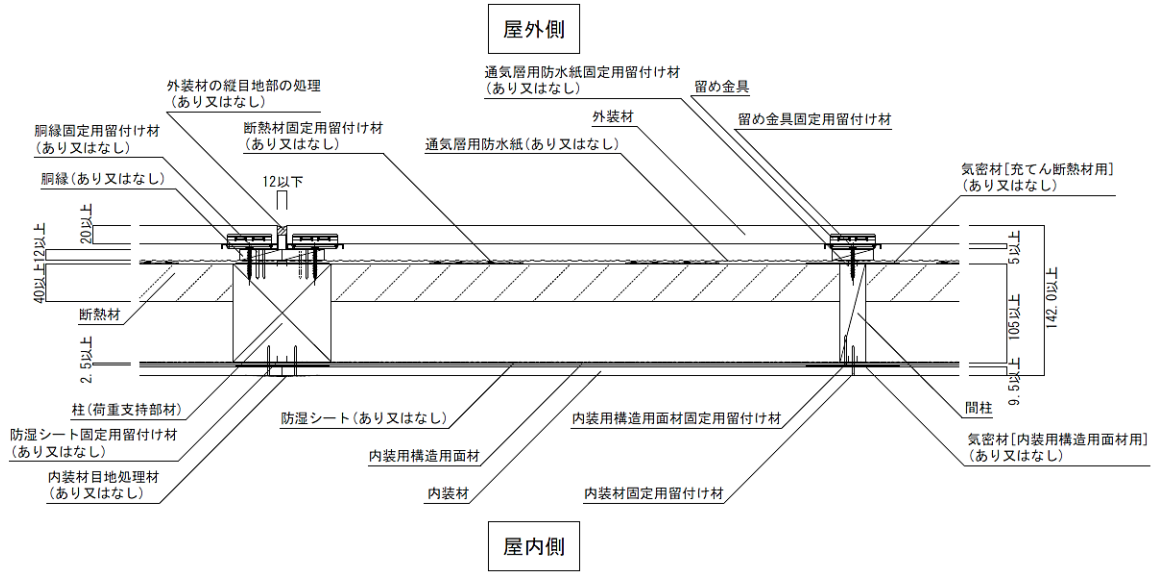 屋外側
外装材の縦目地部の処理
(あり又はなし)
通気層用防水紙固定用留付け材
(あり又はなし)
留め金具
胴縁固定用留付け材
(あり又はなし)
断熱材固定用留付け材
(あり又はなし)
外装材
留め金具固定用留付け材
通気層用防水紙(あり又はなし)
胴縁(あり又はなし)
12以下
気密材[充てん断熱材用]
(あり又はなし)
20以上
12以上
40以上
5以上
105以上
142.0以上
断熱材
2.5以上
9.5以上
柱(荷重支持部材)
防湿シート(あり又はなし)
内装用構造用面材固定用留付け材
間柱
防湿シート固定用留付け材
(あり又はなし)
内装用構造用面材
気密材[内装用構造用面材用]
(あり又はなし)
内装材目地処理材
(あり又はなし)
内装材
内装材固定用留付け材
屋内側